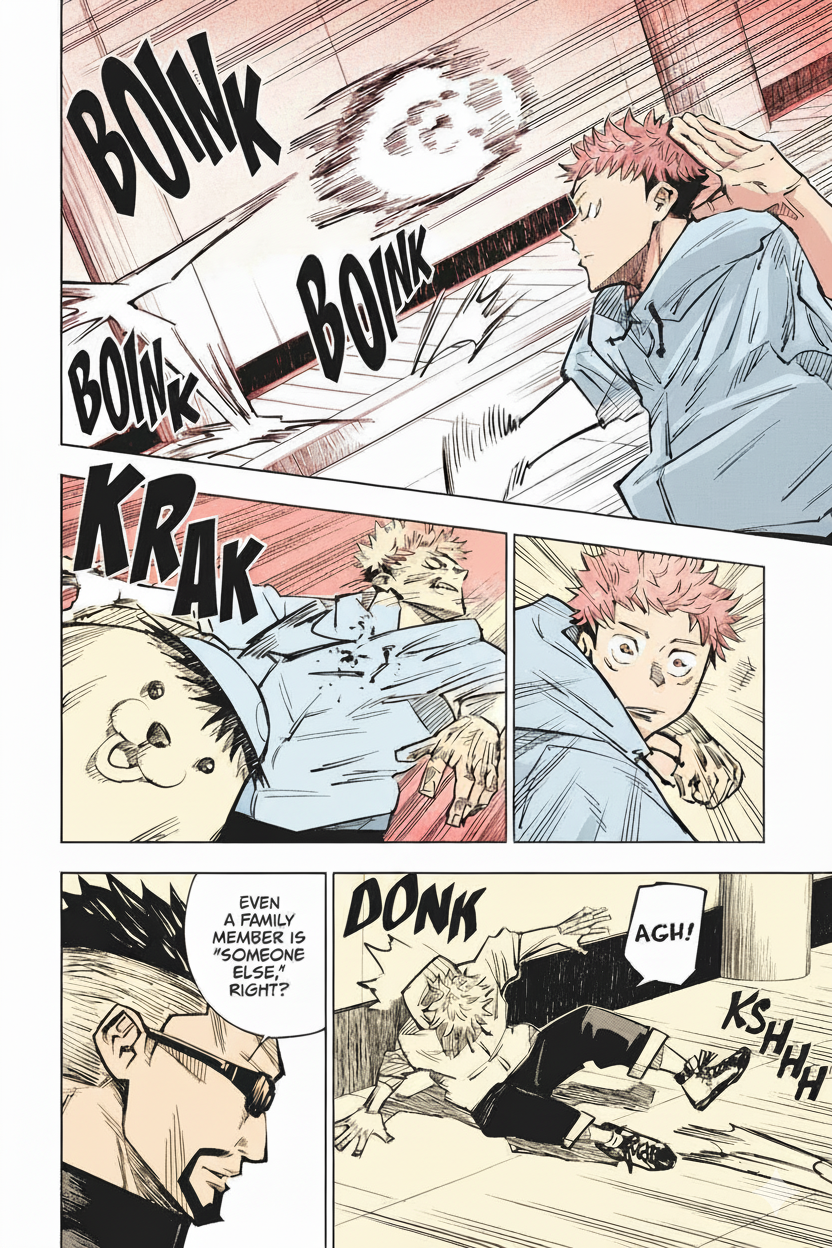 BOINK
BOINK
BOINK
KRAK
EVEN
A FAMILY
MEMBER IS
"SOMEONE
ELSE,"
RIGHT?
DONK
AGH!
KSHHH